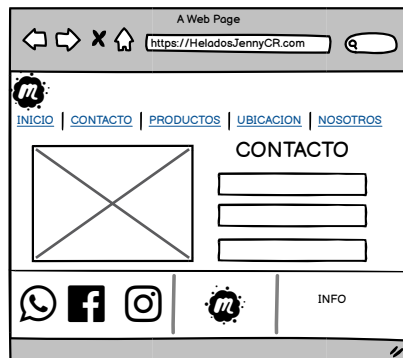 A Web Page
https://HeladosJennyCR.com
m
INICIO | CONTACTO | PRODUCTOS | UBICACION | NOSOTROS
CONTACTO
m
INFO